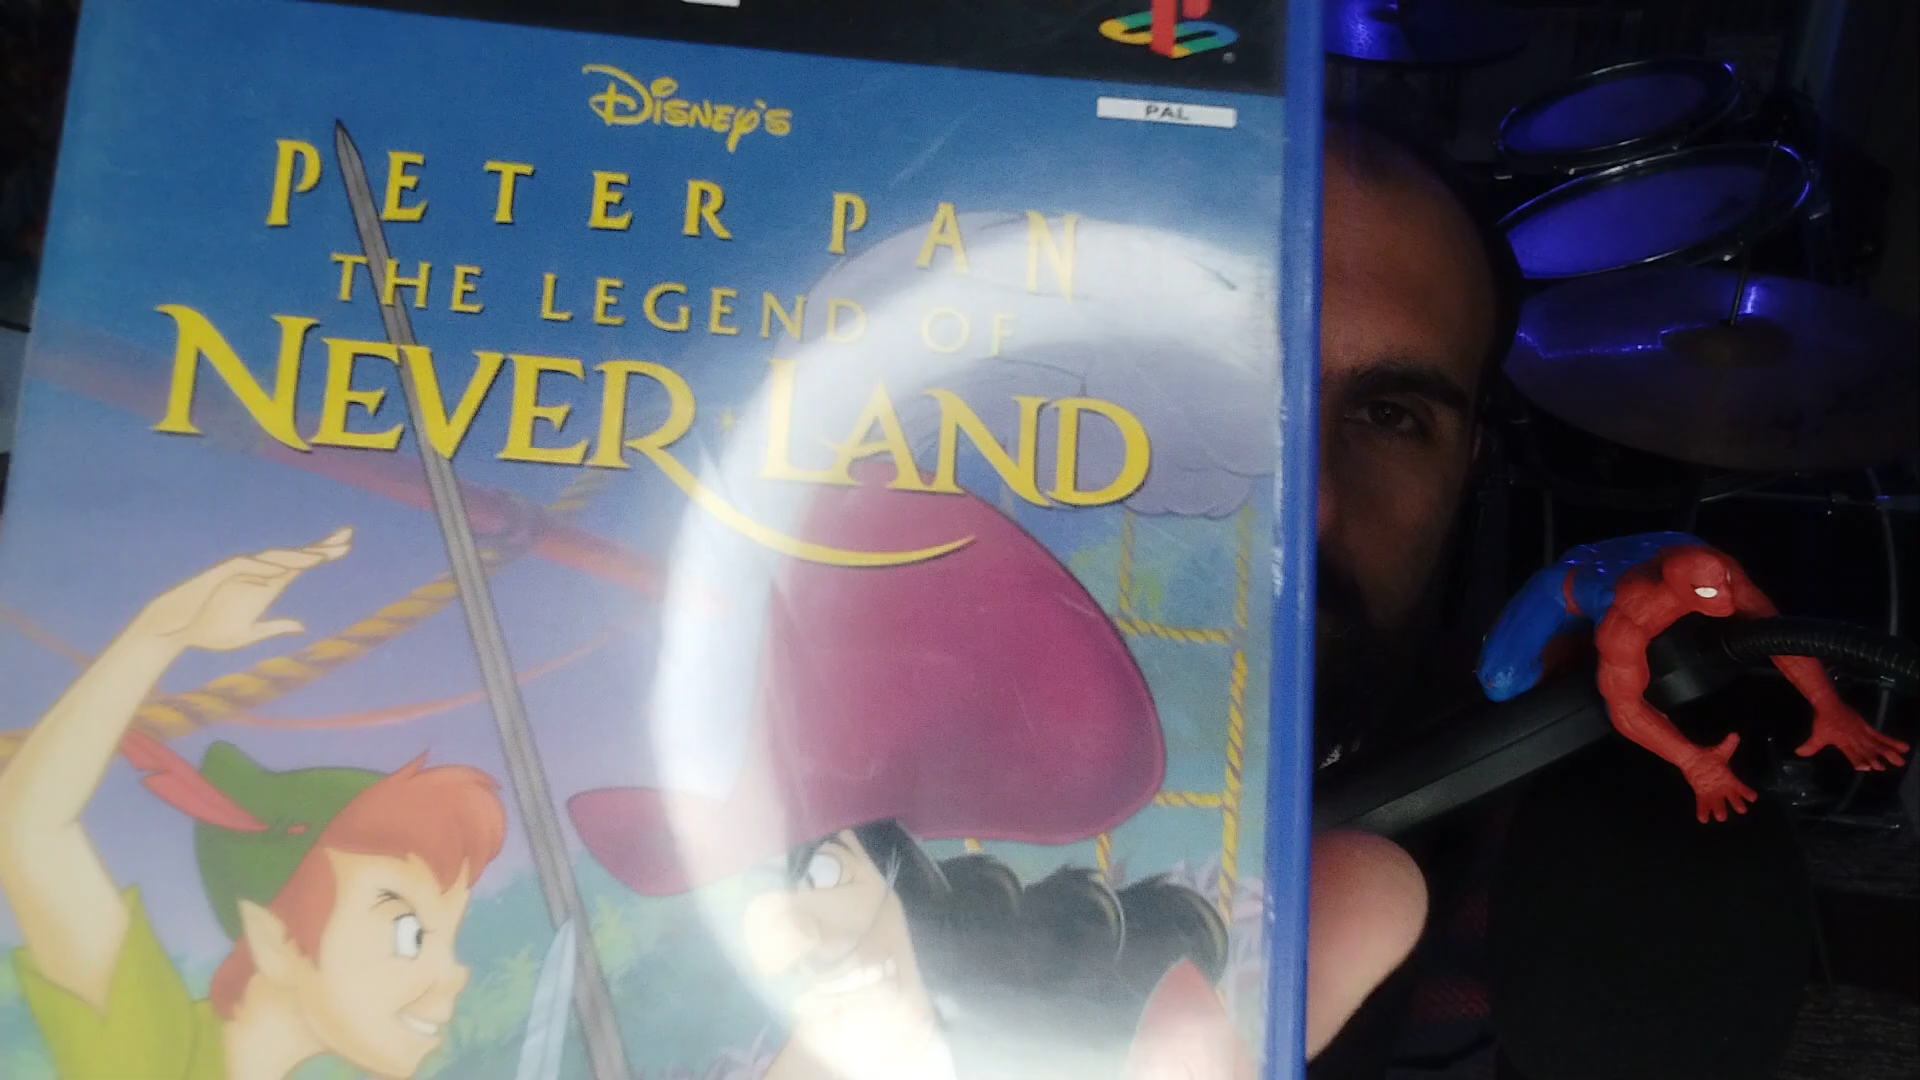 DISNEY'S
PAL
PETER PAN
THE LEGEND OF
NEVER LAND